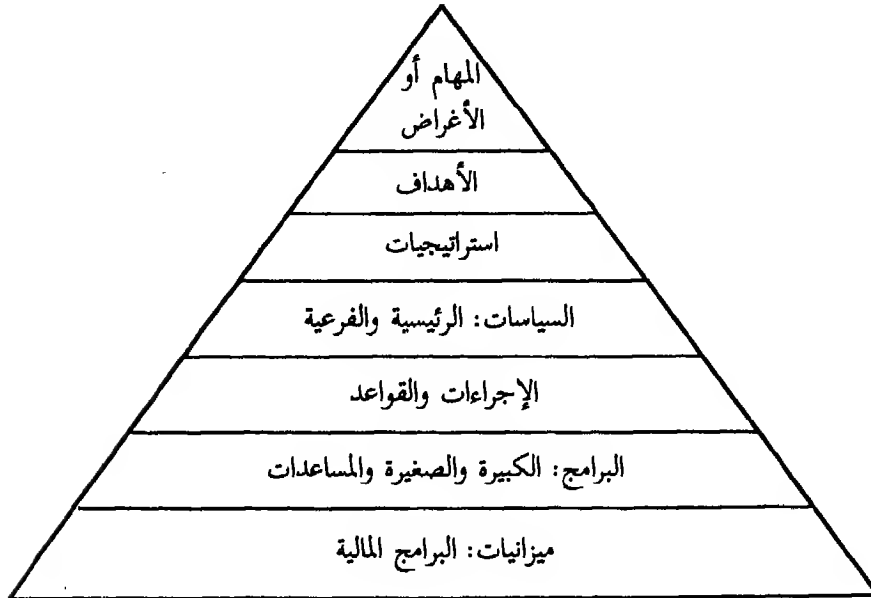 المهام أو
الأغراض
الأهداف
استراتيجيات
السياسات: الرئيسية والفرعية
الإجراءات والقواعد
البرامج: الكبيرة والصغيرة والمساعدات
ميزانيات: البرامج المالية